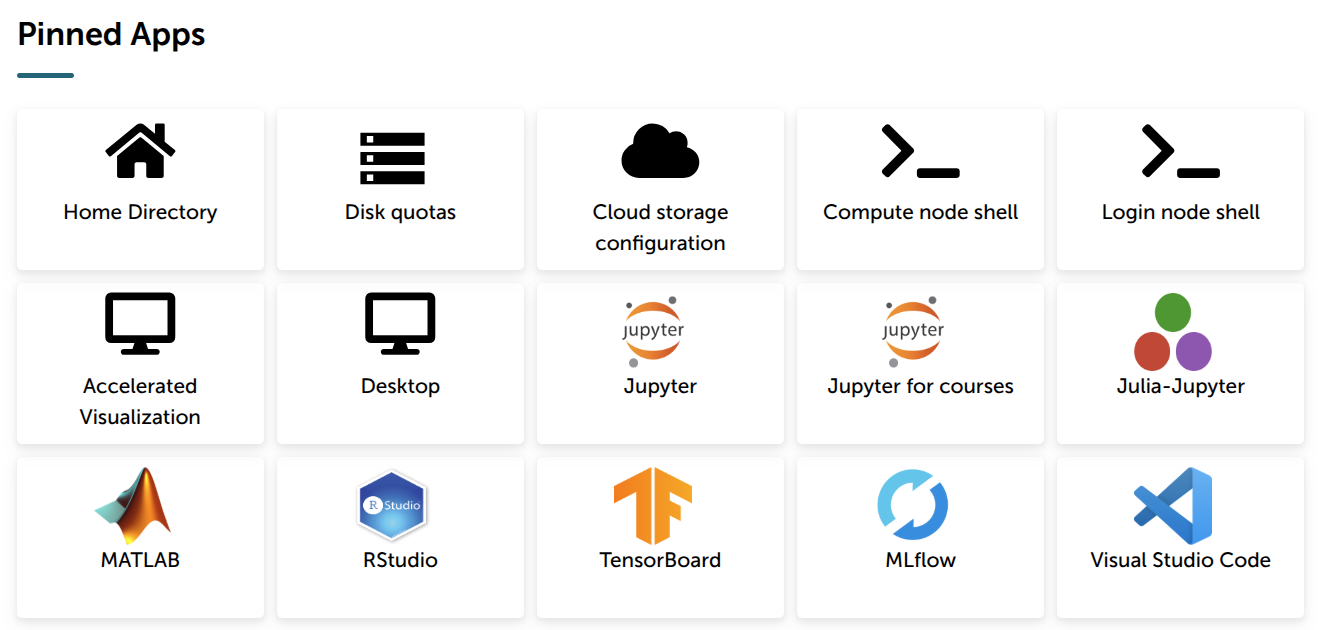 Pinned Apps
Home Directory
Disk quotas
Cloud storage
configuration
Compute node shell
Login node shell
Accelerated
Visualization
Desktop
jupyter
Jupyter
jupyter
Jupyter for courses
Julia-Jupyter
MATLAB
R Studio
RStudio
TensorBoard
MLflow
Visual Studio Code